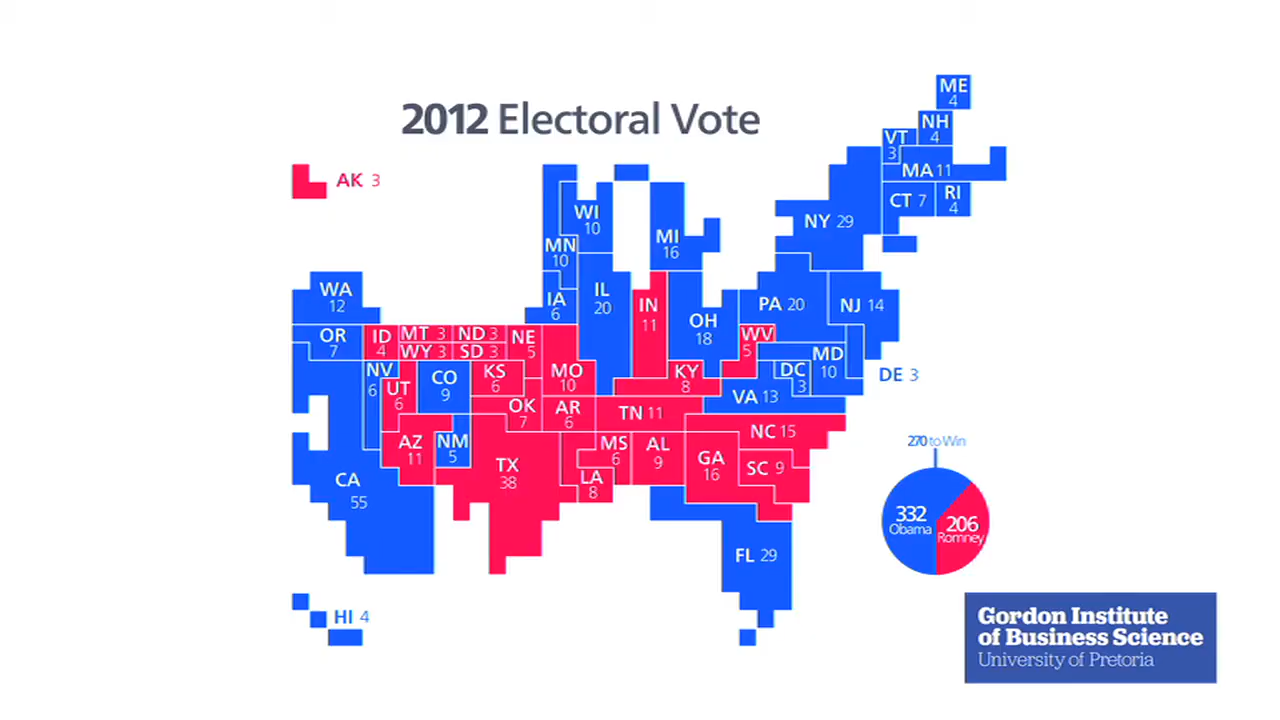 2012 Electoral Vote
ME
4
NH
4
VT
3
MA 11
CT 7
RI
4
AK 3
NY 29
WI
10
MN
10
MI
16
WA
12
IA
6
IL
20
IN
11
OH
18
PA 20
NJ 14
OR
7
ID
4
MT 3
ND 3
WY 3
SD 3
NE
5
WV
5
MD
10
DE 3
NV
6
UT
6
CO
9
KS
6
MO
10
KY
8
DC
3
VA 13
OK
7
AR
6
TN 11
NC 15
AZ
11
NM
5
TX
38
MS
6
AL
9
GA
16
SC 9
LA
8
CA
55
FL 29
HI 4
270 to Win
332
Obama
206
Romney
Gordon Institute
of Business Science
University of Pretoria